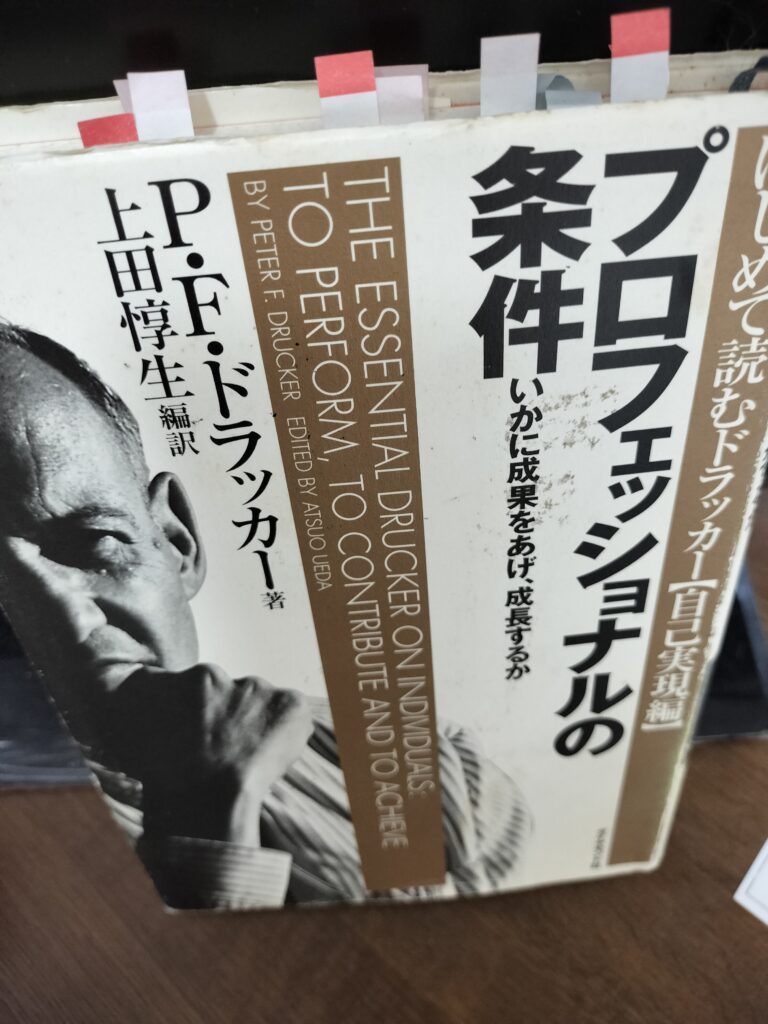 はじめて読むドラッカー【自己実現編】
プロフェッショナルの
条件
いかに成果をあげ、成長するか
THE ESSENTIAL DRUCKER ON INDIVIDUALS:
TO PERFORM, TO CONTRIBUTE AND TO ACHIEVE
BY PETER F. DRUCKER EDITED BY ATSUO UEDA
P・F・ドラッカー 著
上田惇生 編訳